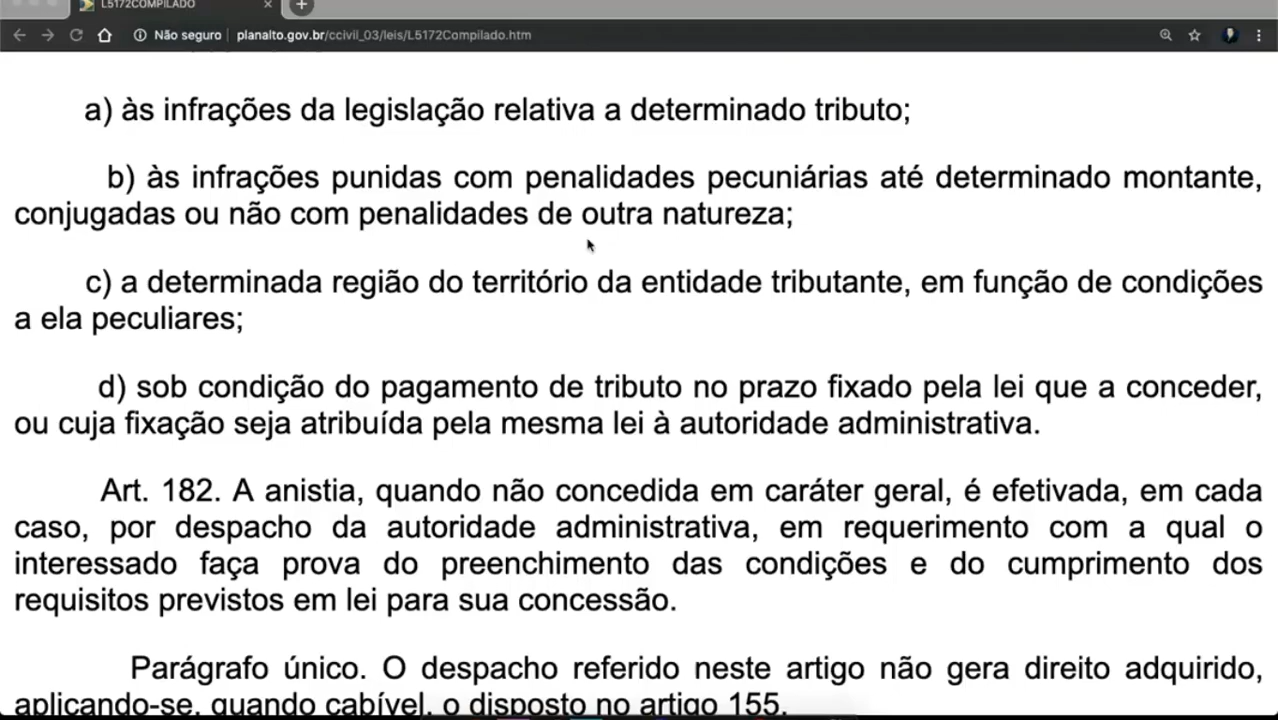 L5172COMPILADO
Não seguro
planalto.gov.br/ccivil_03/leis/L5172Compilado.htm
a) às infrações da legislação relativa a determinado tributo;
b) às infrações punidas com penalidades pecuniárias até determinado montante,
conjugadas ou não com penalidades de outra natureza;
c) a determinada região do território da entidade tributante, em função de condições
a ela peculiares;
d) sob condição do pagamento de tributo no prazo fixado pela lei que a conceder,
ou cuja fixação seja atribuída pela mesma lei à autoridade administrativa.
Art. 182. A anistia, quando não concedida em caráter geral, é efetivada, em cada
caso, por despacho da autoridade administrativa, em requerimento com a qual o
interessado faça prova do preenchimento das condições e do cumprimento dos
requisitos previstos em lei para sua concessão.
Parágrafo único. O despacho referido neste artigo não gera direito adquirido,
aplicando-se, quando cabível, o disposto no artigo 155.